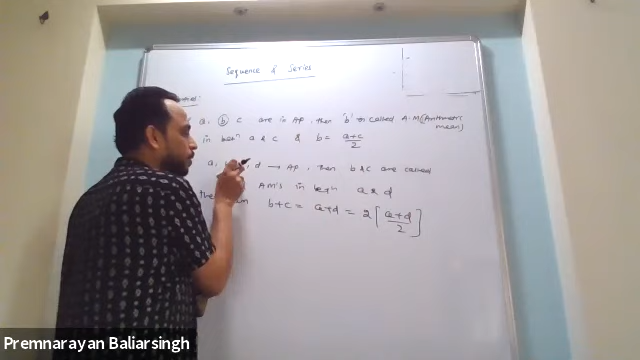 Sequence & Series
a, b c are in AP, then 'b' is called A.M (Arithmetic mean)
in betn a & c & b = a+c/2
a, d → AP, then b & c are called
AM's in betn a & d
b+c = a+d = 2[a+d/2]
Premnarayan Baliarsingh